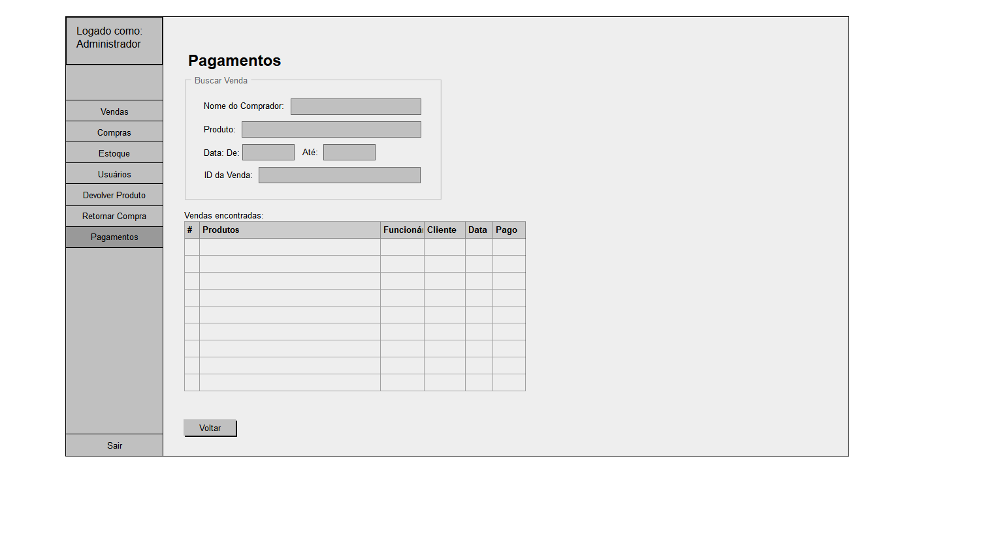 Logado como:
Administrador
Vendas
Compras
Estoque
Usuários
Devolver Produto
Retornar Compra
Pagamentos
Sair
Pagamentos
Buscar Venda
Nome do Comprador:
Produto:
Data: De: Até:
ID da Venda:
Vendas encontradas:
# Produtos Funcionár Cliente Data Pago
Voltar